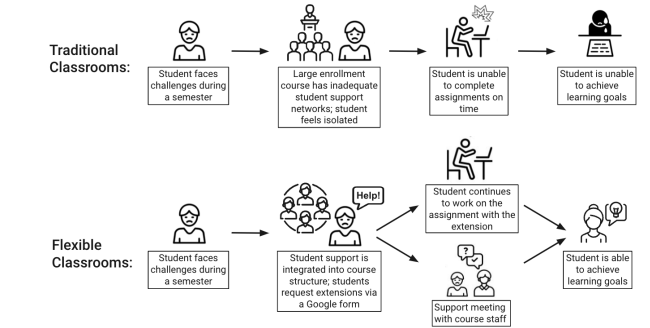 Traditional
Classrooms:
Student faces
challenges during
a semester
Large enrollment
course has inadequate
student support
networks; student
feels isolated
Student is unable
to complete
assignments on
time
Student is unable
to achieve
learning goals
Flexible
Classrooms:
Student faces
challenges during
a semester
Help!
Student support is
integrated into course
structure; students
request extensions via
a Google form
Student continues
to work on the
assignment with the
extension
?
Support meeting
with course staff
Student is able
to achieve
learning goals